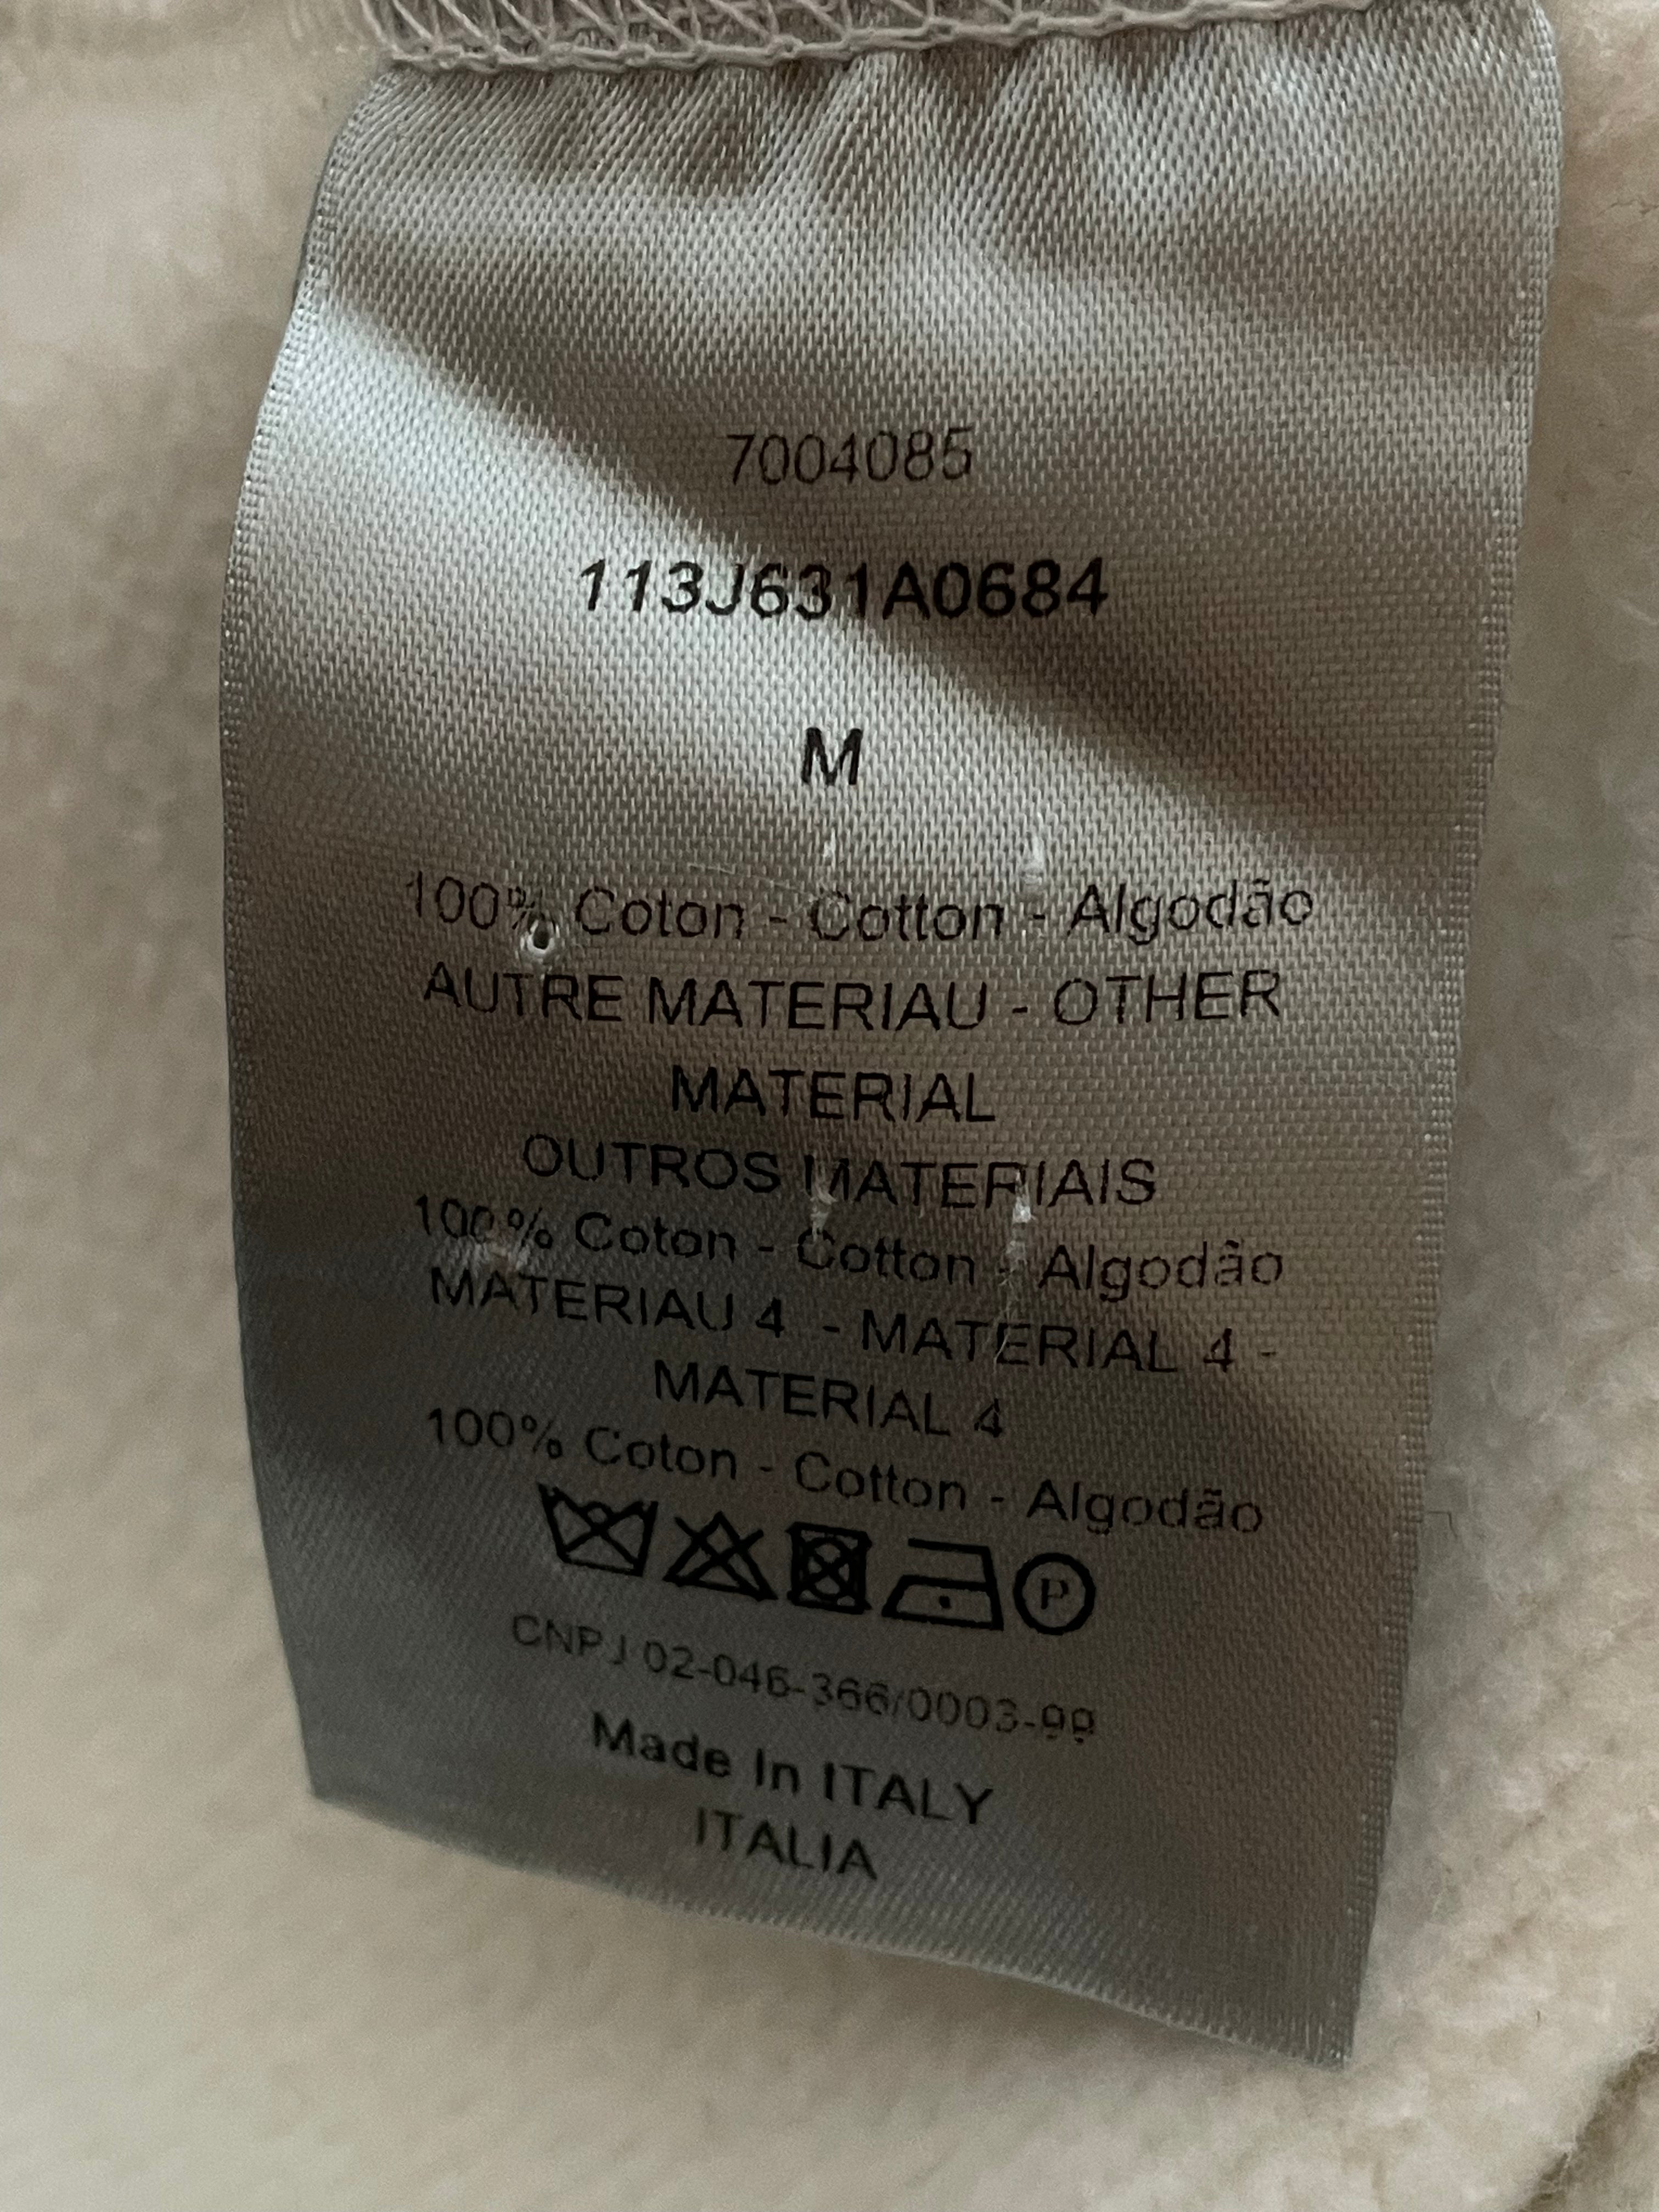 7004085
113J631A0684
M
100% Coton - Cotton - Algodão
AUTRE MATERIAU - OTHER
MATERIAL
OUTROS MATERIAIS
100% Coton - Cotton - Algodão
MATERIAU 4 - MATERIAL 4 -
MATERIAL 4
100% Coton - Cotton - Algodão
P
CNPJ 02-046-366/0003-99
Made In ITALY
ITALIA